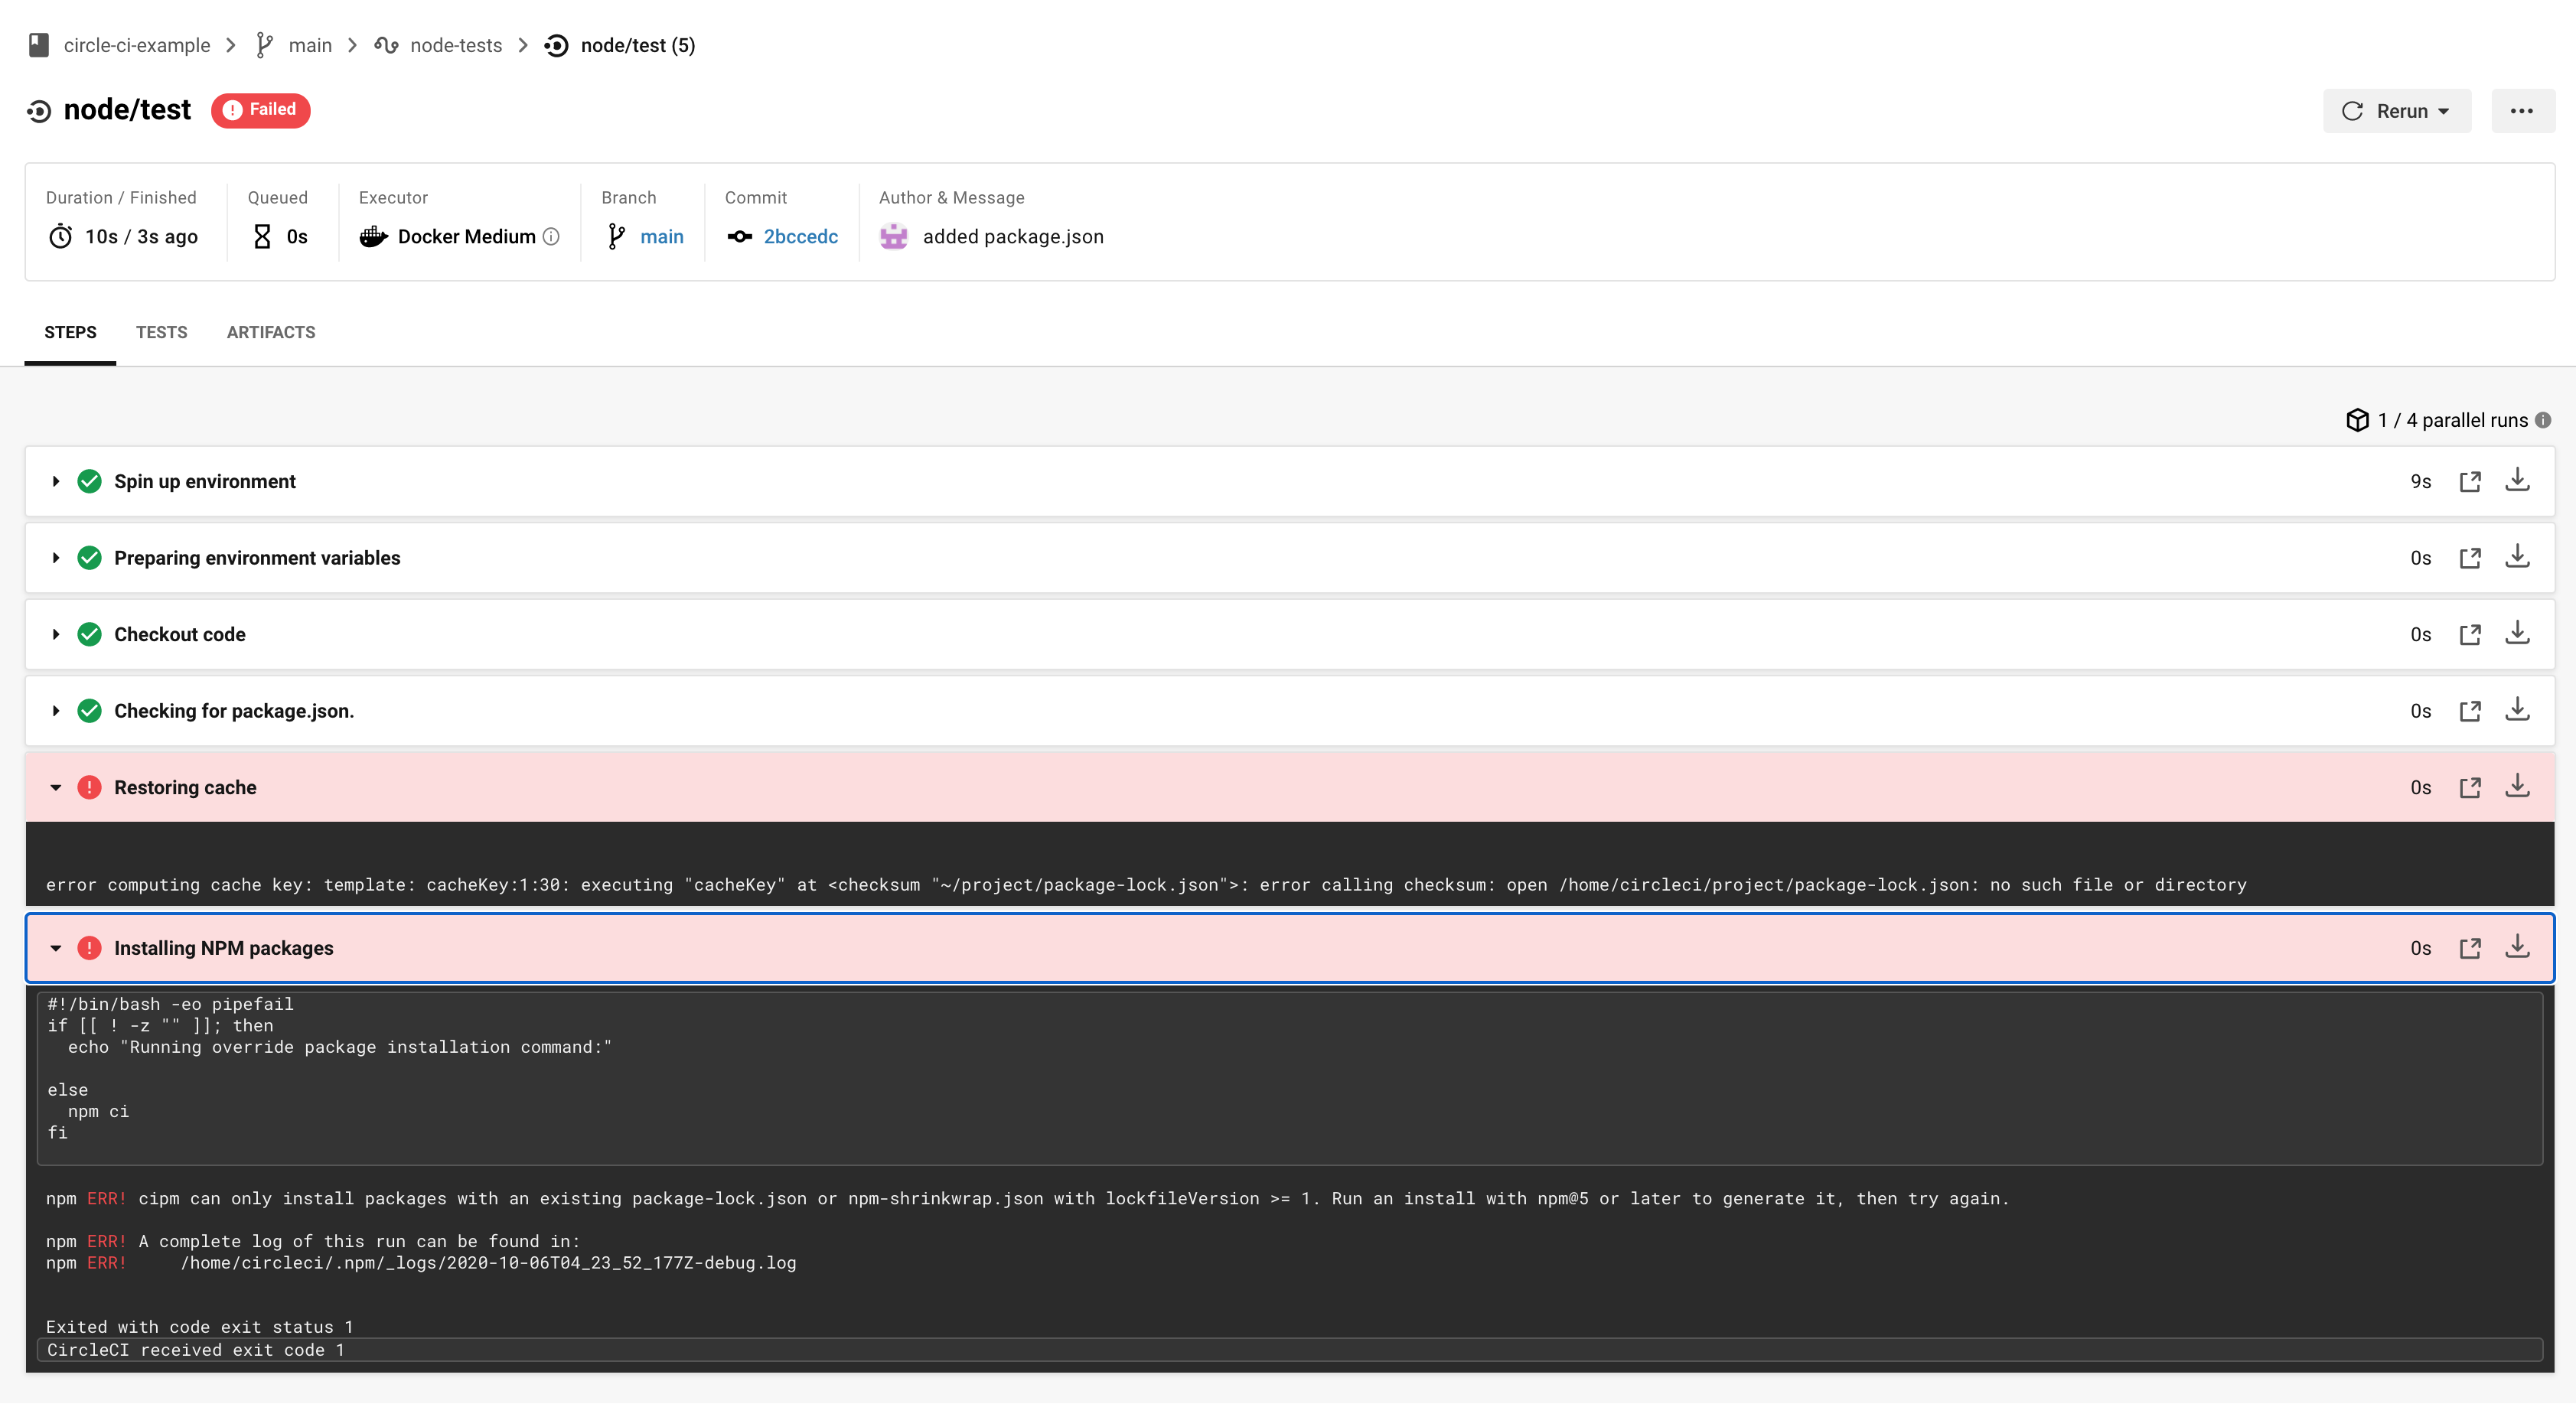 circle-ci-example > main > node-tests > node/test (5)
node/test Failed
Rerun
Duration / Finished Queued Executor Branch Commit Author & Message
10s / 3s ago 0s Docker Medium main 2bccedc added package.json
STEPS TESTS ARTIFACTS
1 / 4 parallel runs
Spin up environment 9s
Preparing environment variables 0s
Checkout code 0s
Checking for package.json. 0s
Restoring cache 0s
error computing cache key: template: cacheKey:1:30: executing "cacheKey" at <checksum "~/project/package-lock.json">: error calling checksum: open /home/circleci/project/package-lock.json: no such file or directory
Installing NPM packages 0s
#!/bin/bash -eo pipefail
if [[ ! -z "" ]]; then
  echo "Running override package installation command:"
else
  npm ci
fi
npm ERR! cipm can only install packages with an existing package-lock.json or npm-shrinkwrap.json with lockfileVersion >= 1. Run an install with npm@5 or later to generate it, then try again.
npm ERR! A complete log of this run can be found in:
npm ERR!     /home/circleci/.npm/_logs/2020-10-06T04_23_52_177Z-debug.log
Exited with code exit status 1
CircleCI received exit code 1